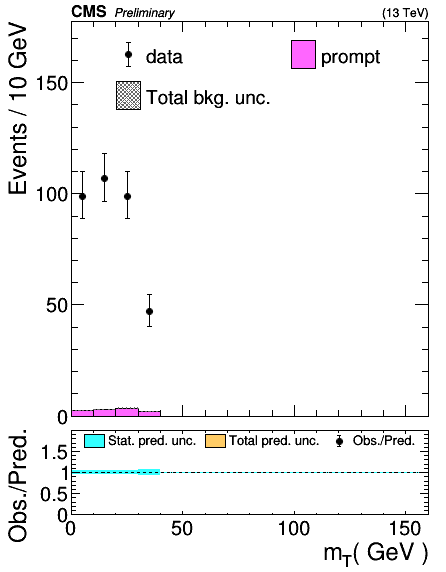 CMS Preliminary (13 TeV)
Events / 10 GeV
data
prompt
Total bkg. unc.
150
100
50
0
Obs./Pred.
Stat. pred. unc.
Total pred. unc.
Obs./Pred.
1.5
1
0.5
0
0 50 100 150
m_T( GeV )